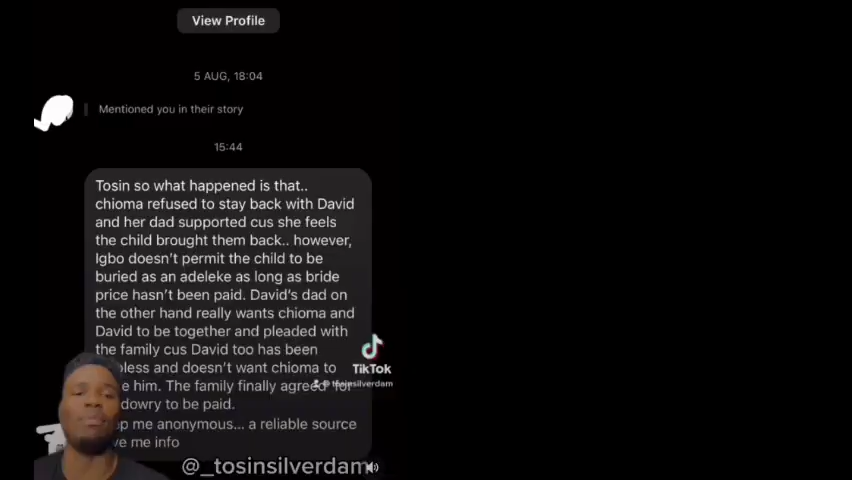 View Profile
5 AUG, 18:04
Mentioned you in their story
15:44
Tosin so what happened is that..
chioma refused to stay back with David
and her dad supported cus she feels
the child brought them back.. however,
Igbo doesn't permit the child to be
buried as an adeleke as long as bride
price hasn't been paid. David's dad on
the other hand really wants chioma and
David to be together and pleaded with
the family cus David too has been
and doesn't want chioma to
him. The family finally agreed for
dowry to be paid.
me anonymous... a reliable source
me info
TikTok
@tosinsilverdam
@_tosinsilverdam